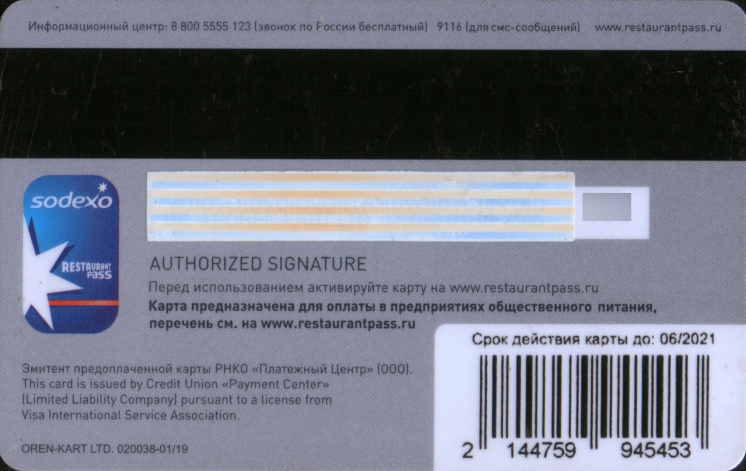 Информационный центр: 8 800 5555 123 (звонок по России бесплатный) 9116 (для смс-сообщений) www.restaurantpass.ru
sodexo
RESTAURANT
PASS
AUTHORIZED SIGNATURE
Перед использованием активируйте карту на www.restaurantpass.ru
Карта предназначена для оплаты в предприятиях общественного питания,
перечень см. на www.restaurantpass.ru
Срок действия карты до: 06/2021
Эмитент предоплаченной карты РНКО «Платежный Центр» (ООО).
This card is issued by Credit Union «Payment Center»
(Limited Liability Company) pursuant to a license from
Visa International Service Association.
OREN-KART LTD. 020038-01/19
2 144759 945453